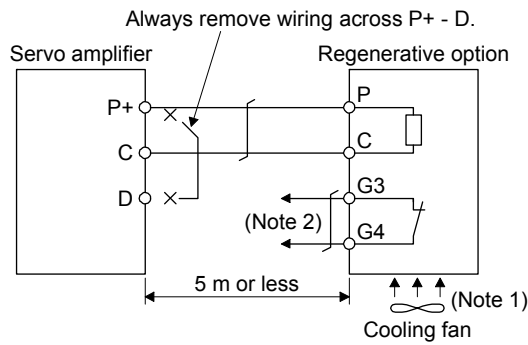 Always remove wiring across P+ - D.
Servo amplifier
Regenerative option
P+
P
C
C
D
G3
(Note 2)
G4
5 m or less
(Note 1)
Cooling fan